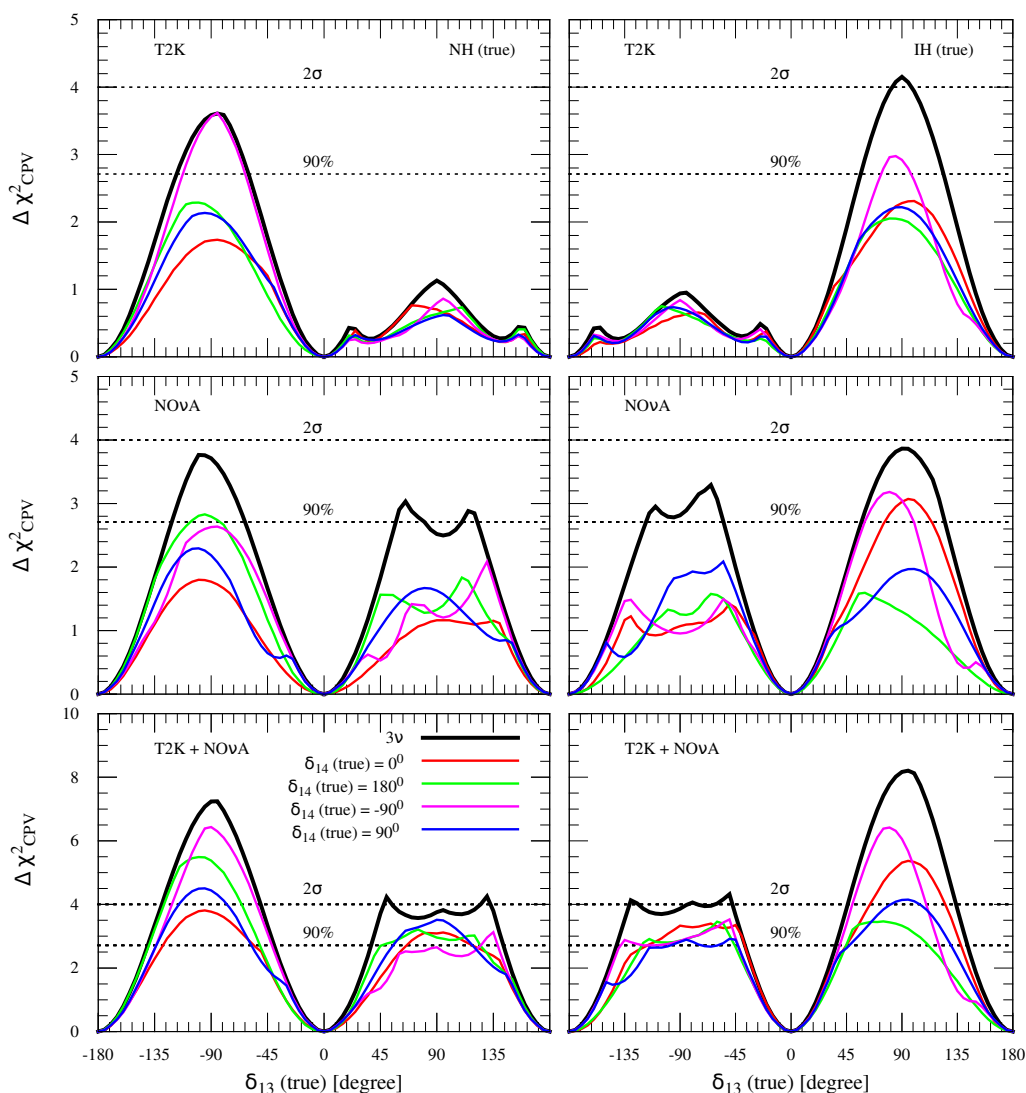 T2K NH (true)
2σ
90%
Δ χ²CPV
0 1 2 3 4 5
T2K IH (true)
2σ
90%
NOνA
2σ
90%
Δ χ²CPV
0 1 2 3 4 5
NOνA
2σ
90%
T2K + NOνA
3ν
δ14 (true) = 0⁰
δ14 (true) = 180⁰
δ14 (true) = -90⁰
δ14 (true) = 90⁰
2σ
90%
Δ χ²CPV
0 2 4 6 8 10
T2K + NOνA
2σ
90%
-180 -135 -90 -45 0 45 90 135
-135 -90 -45 0 45 90 135 180
δ13 (true) [degree]
δ13 (true) [degree]